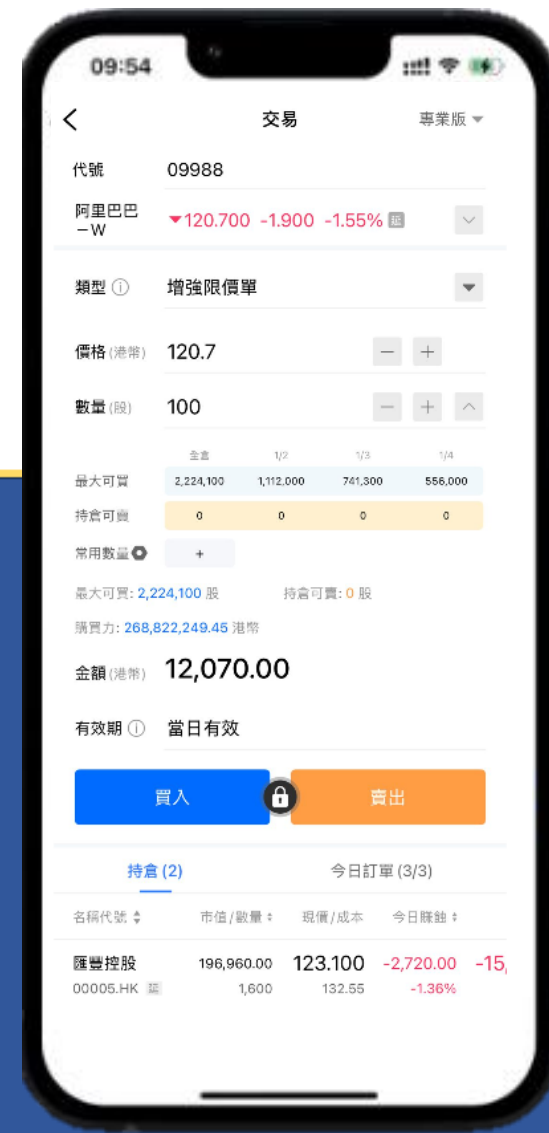 09:54
交易 專業版
代號 09988
阿里巴巴
-W
▼120.700 -1.900 -1.55% 延
類型 ⓘ 增強限價單
價格(港幣) 120.7 — +
數量(股) 100 — +
全倉 1/2 1/3 1/4
最大可買 2,224,100 1,112,000 741,300 556,000
持倉可賣 0 0 0 0
常用數量 +
最大可買: 2,224,100 股 持倉可賣: 0 股
購買力: 268,822,249.45 港幣
金額(港幣) 12,070.00
有效期 ⓘ 當日有效
買入 賣出
持倉 (2) 今日訂單 (3/3)
名稱代號 市值/數量 現價/成本 今日賺蝕
匯豐控股 196,960.00 123.100 -2,720.00 -15,
00005.HK 延 1,600 132.55 -1.36%